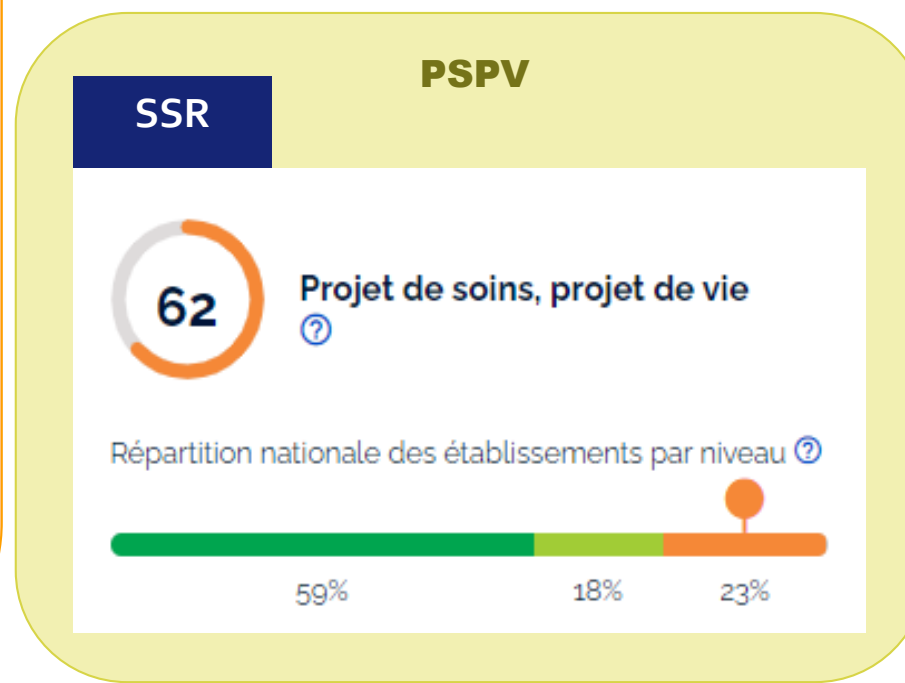 PSPV
SSR
62
Projet de soins, projet de vie
?
Répartition nationale des établissements par niveau ?
59% 18% 23%